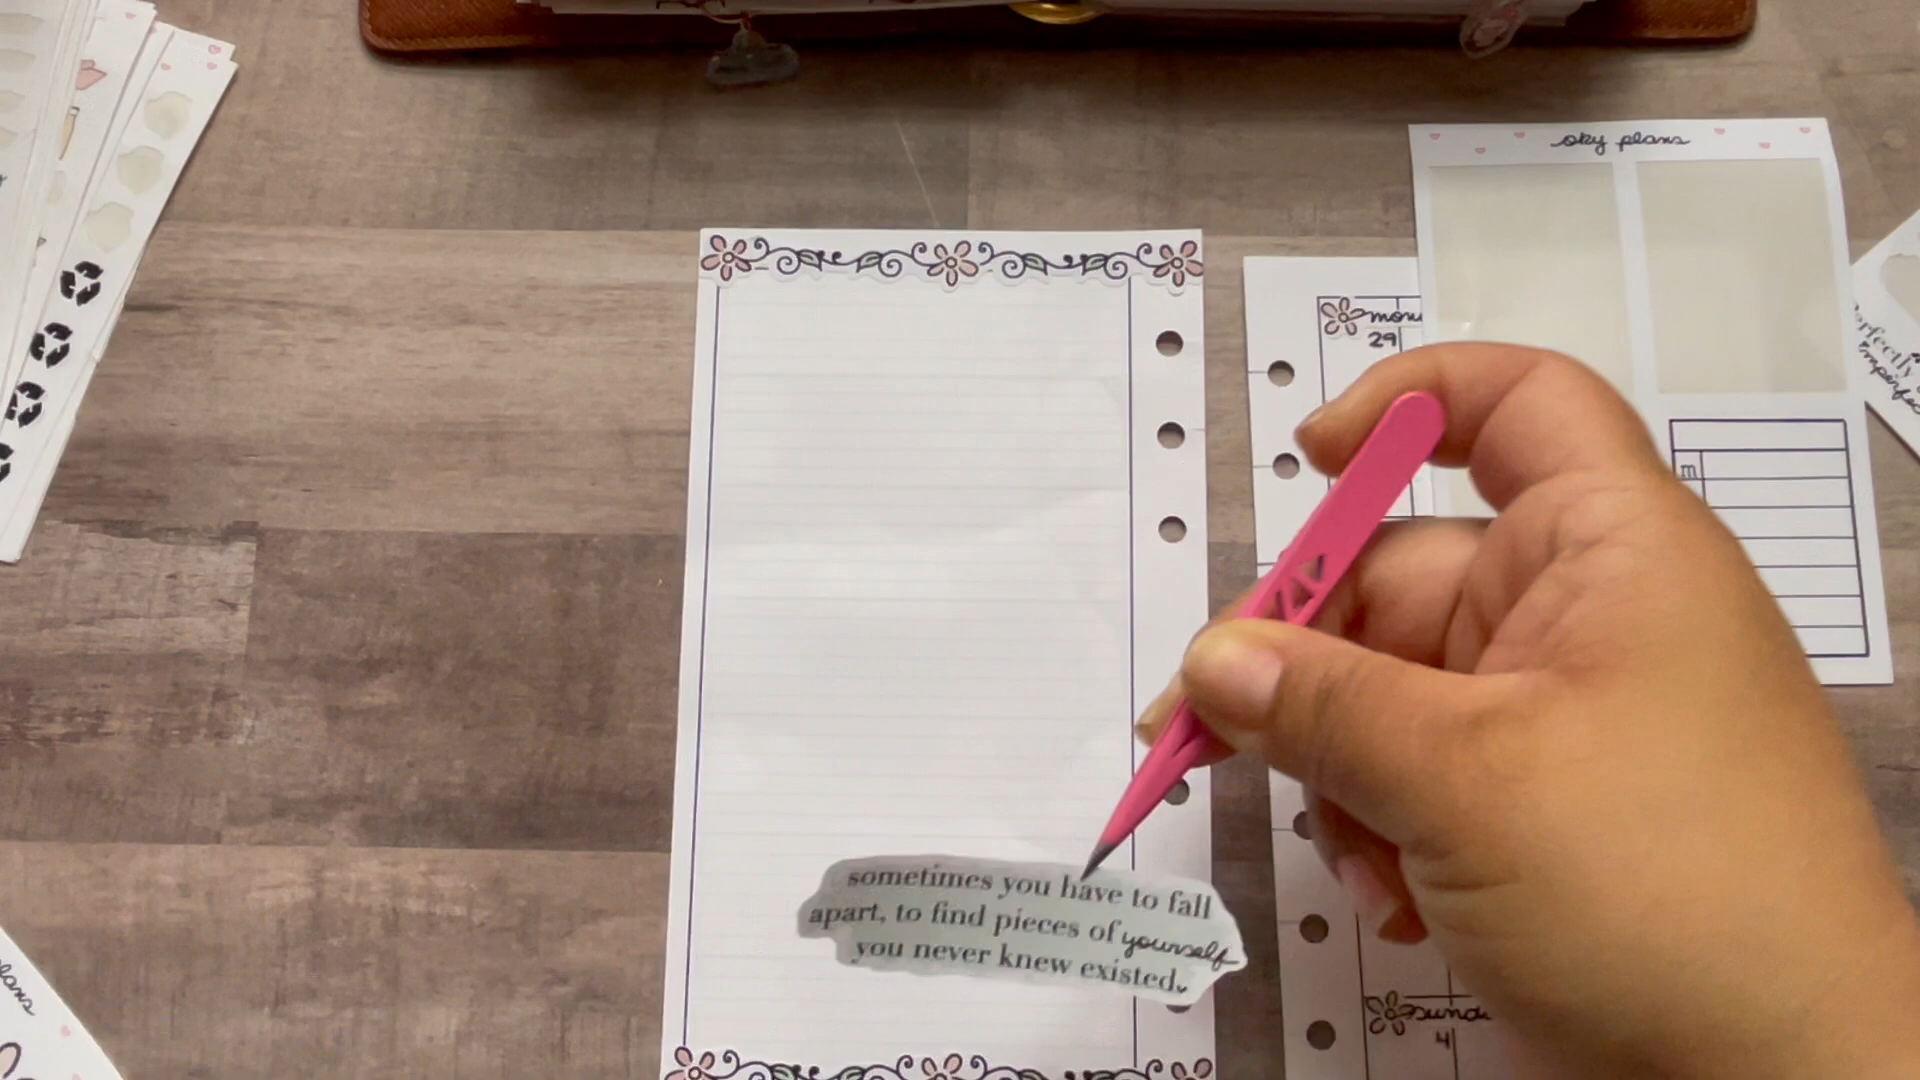 sky plans
29
m
sometimes you have to fall
apart, to find pieces of yourself
you never knew existed.
4
plans